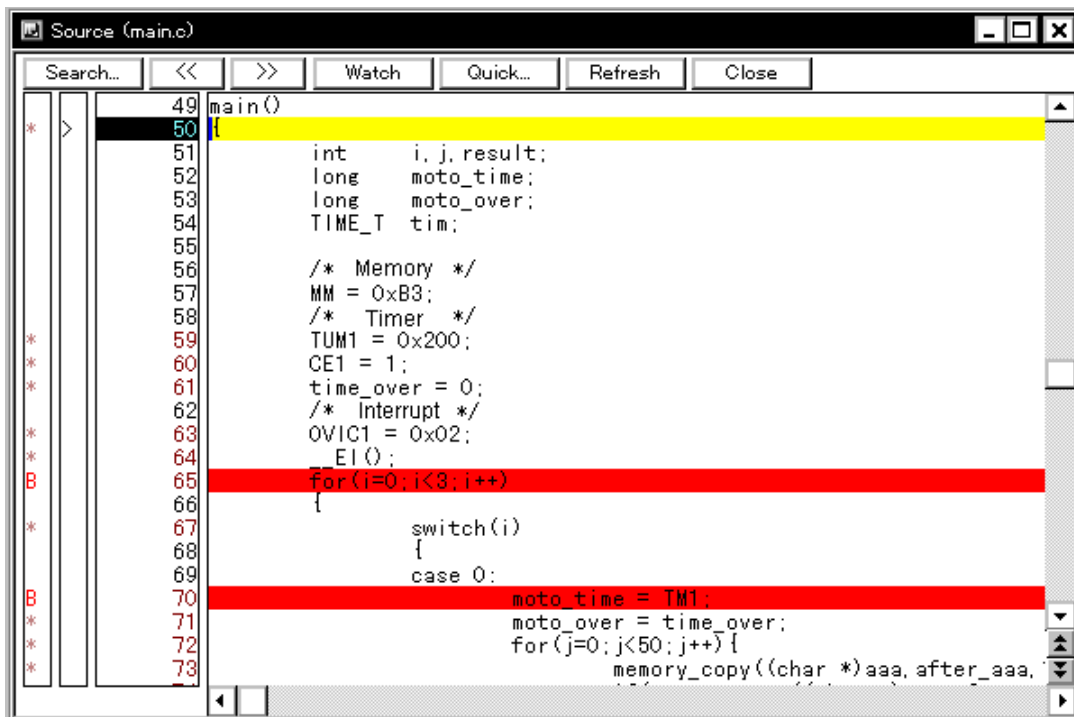 Source (main.c)
Search... << >> Watch Quick... Refresh Close
49 main()
* > 50 {
51 int i,j,result;
52 long moto_time;
53 long moto_over;
54 TIME_T tim;
55
56 /* Memory */
57 MM = 0xB3;
58 /* Timer */
* 59 TUM1 = 0x200;
* 60 CE1 = 1;
* 61 time_over = 0;
62 /* Interrupt */
* 63 OVIC1 = 0x02;
* 64 __EI();
B 65 for(i=0;i<3;i++)
66 {
* 67 switch(i)
68 {
69 case 0:
B 70 moto_time = TM1;
* 71 moto_over = time_over;
* 72 for(j=0;j<50;j++){
* 73 memory_copy((char *)aaa,after_aaa,